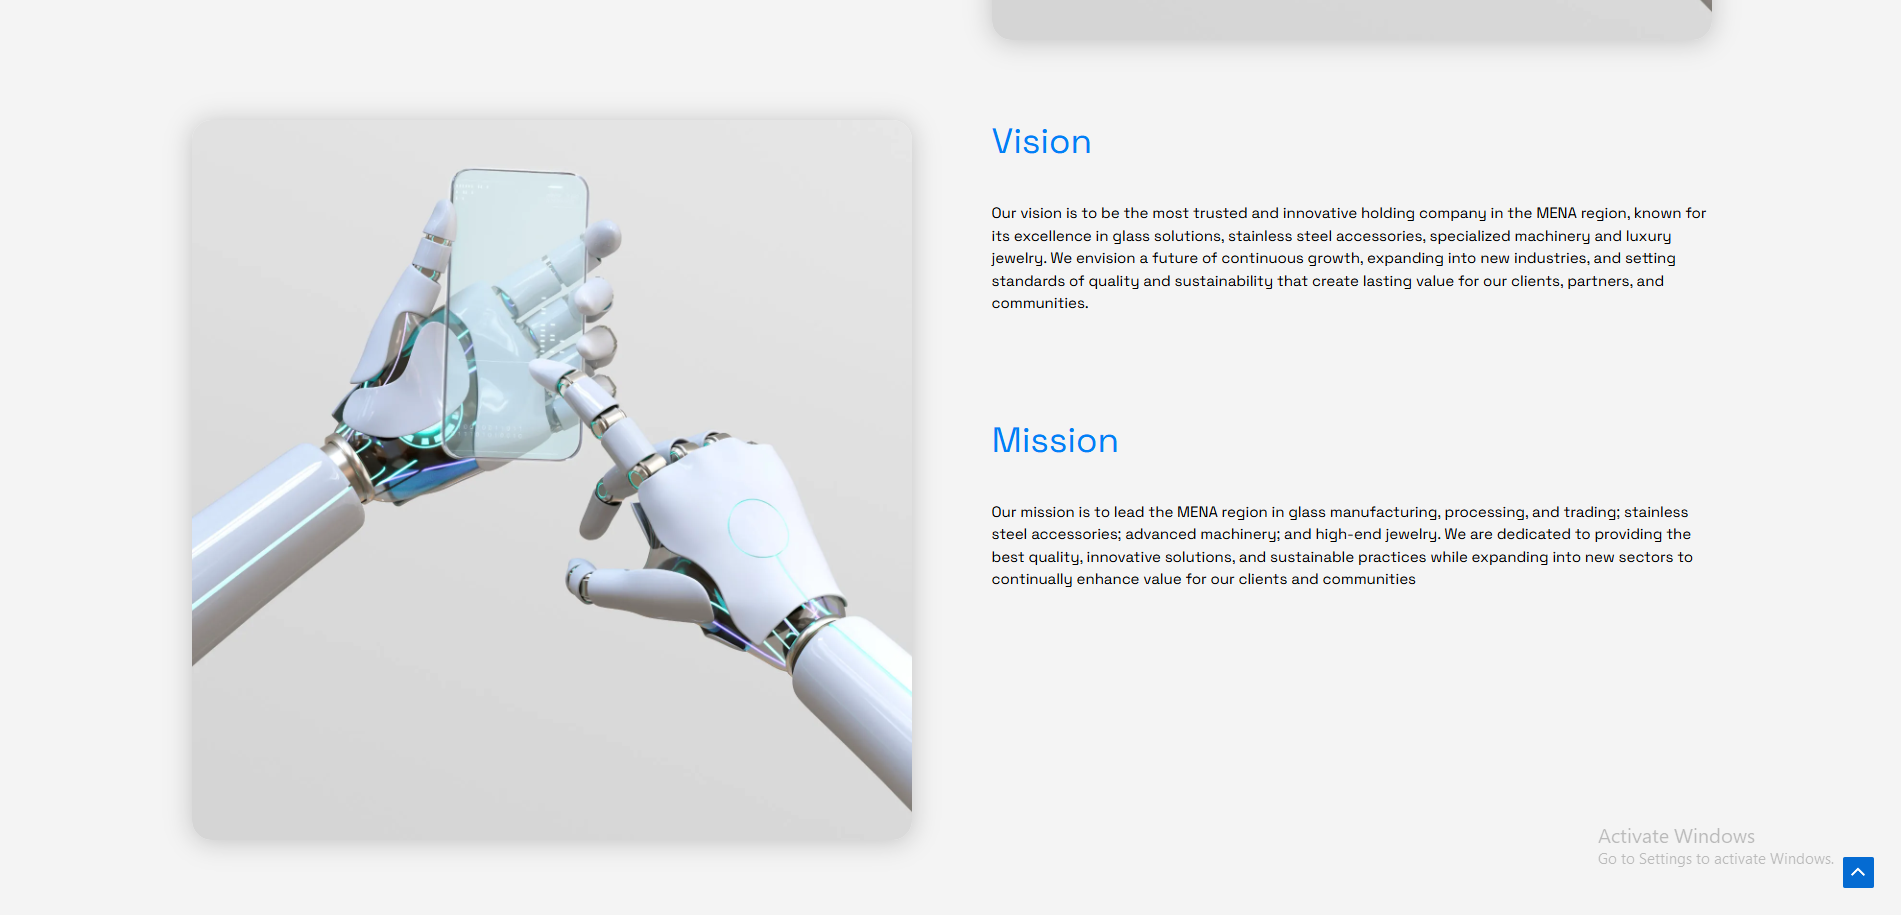 Vision
Our vision is to be the most trusted and innovative holding company in the MENA region, known for
its excellence in glass solutions, stainless steel accessories, specialized machinery and luxury
jewelry. We envision a future of continuous growth, expanding into new industries, and setting
standards of quality and sustainability that create lasting value for our clients, partners, and
communities.
Mission
Our mission is to lead the MENA region in glass manufacturing, processing, and trading; stainless
steel accessories; advanced machinery; and high-end jewelry. We are dedicated to providing the
best quality, innovative solutions, and sustainable practices while expanding into new sectors to
continually enhance value for our clients and communities
Activate Windows
Go to Settings to activate Windows.